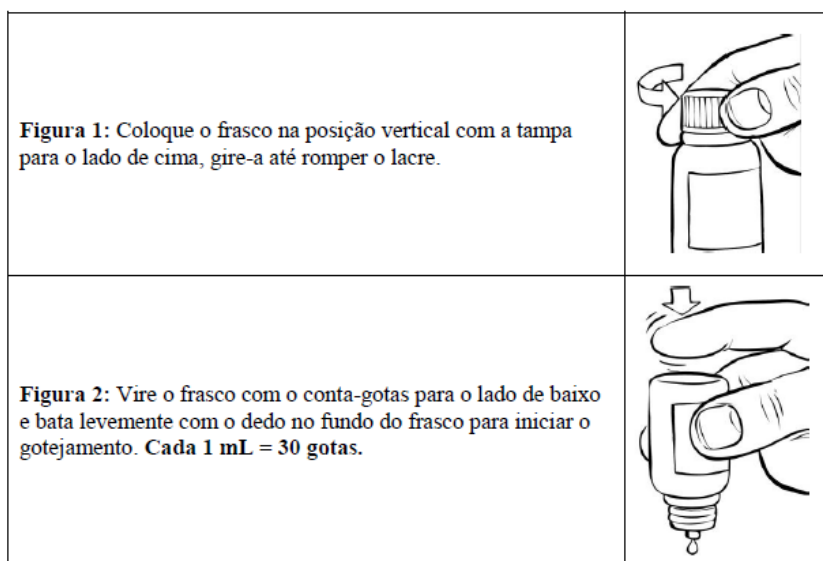 Figura 1: Coloque o frasco na posição vertical com a tampa
para o lado de cima, gire-a até romper o lacre.
Figura 2: Vire o frasco com o conta-gotas para o lado de baixo
e bata levemente com o dedo no fundo do frasco para iniciar o
gotejamento. Cada 1 mL = 30 gotas.